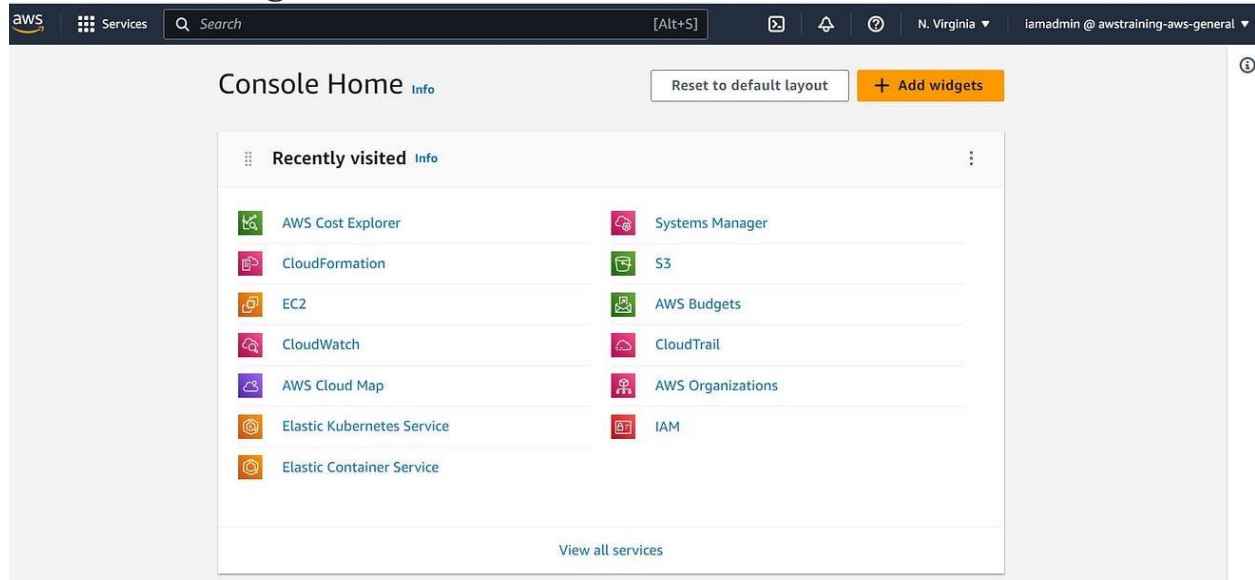 aws Services Search [Alt+S] N. Virginia iamadmin @ awstraining-aws-general
Console Home Info Reset to default layout + Add widgets
Recently visited Info
AWS Cost Explorer
CloudFormation
EC2
CloudWatch
AWS Cloud Map
Elastic Kubernetes Service
Elastic Container Service
Systems Manager
S3
AWS Budgets
CloudTrail
AWS Organizations
IAM
View all services